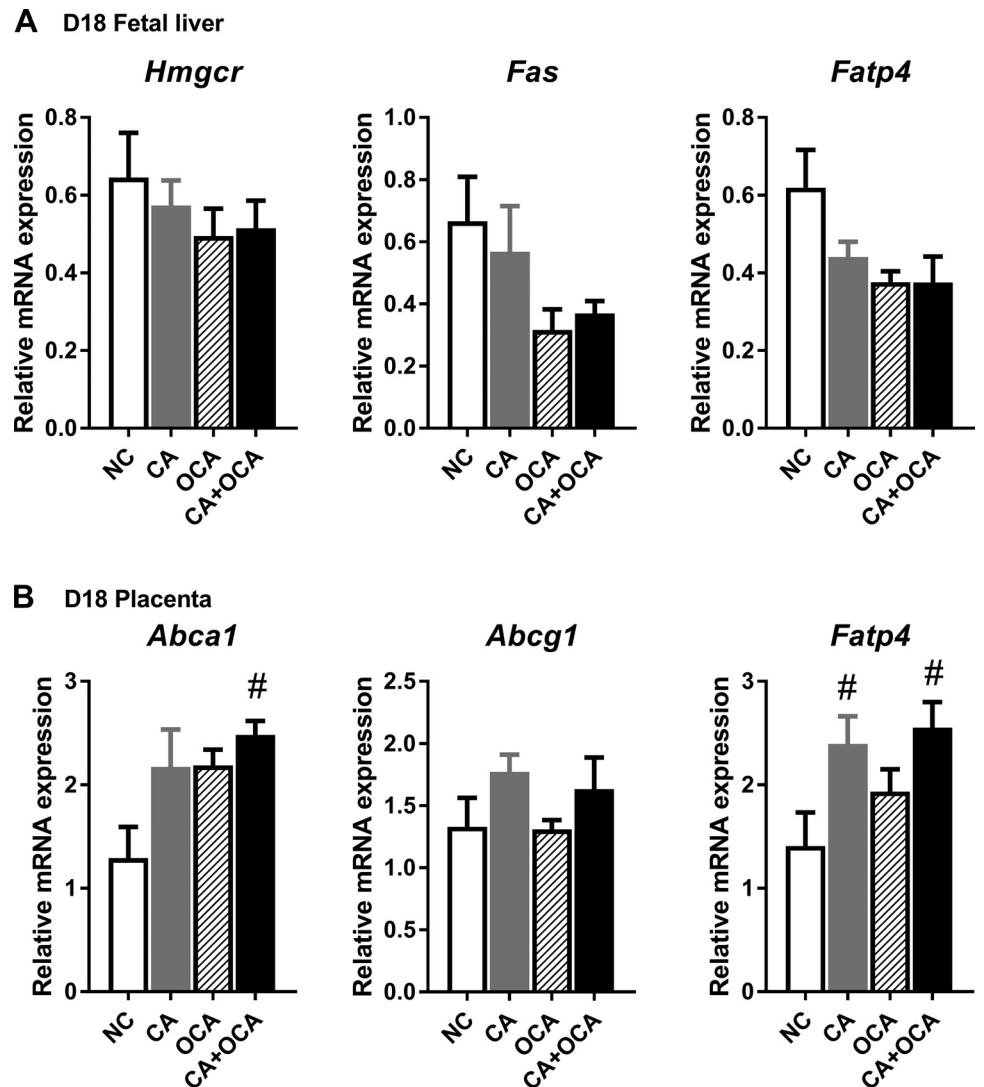 A D18 Fetal liver
Hmgcr
Fas
Fatp4
Relative mRNA expression
0.8
0.6
0.4
0.2
0.0
NC
CA
OCA
CA+OCA
Relative mRNA expression
1.0
0.8
0.6
0.4
0.2
0.0
NC
CA
OCA
CA+OCA
Relative mRNA expression
0.8
0.6
0.4
0.2
0
NC
CA
OCA
CA+OCA
B D18 Placenta
Abca1
Abcg1
Fatp4
Relative mRNA expression
3
2
1
0
#
NC
CA
OCA
CA+OCA
Relative mRNA expression
2.5
2.0
1.5
1.0
0.5
0.0
NC
CA
OCA
CA+OCA
Relative mRNA expression
3
2
1
0
#
#
NC
CA
OCA
CA+OCA